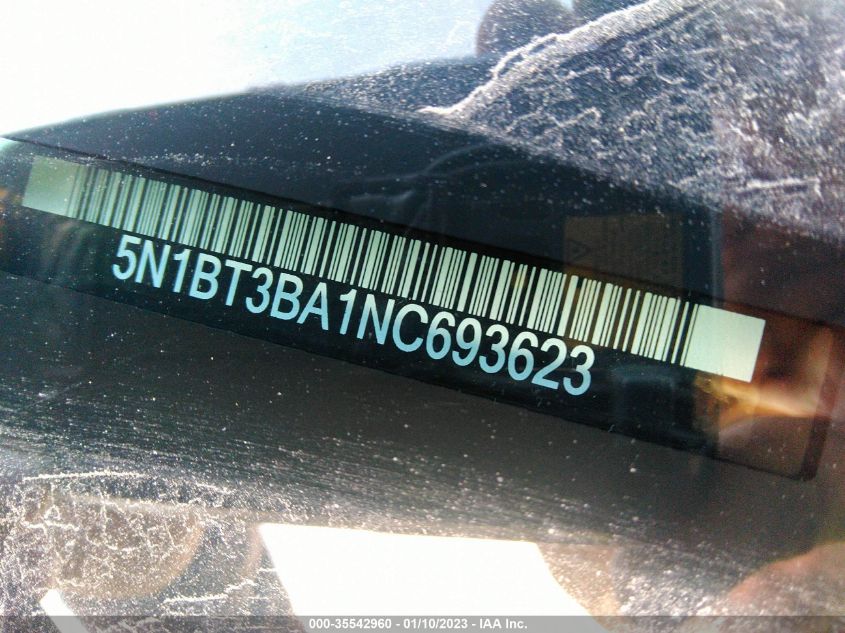 5N1BT3BA1NC693623
000-35542960 - 01/10/2023 - IAA Inc.